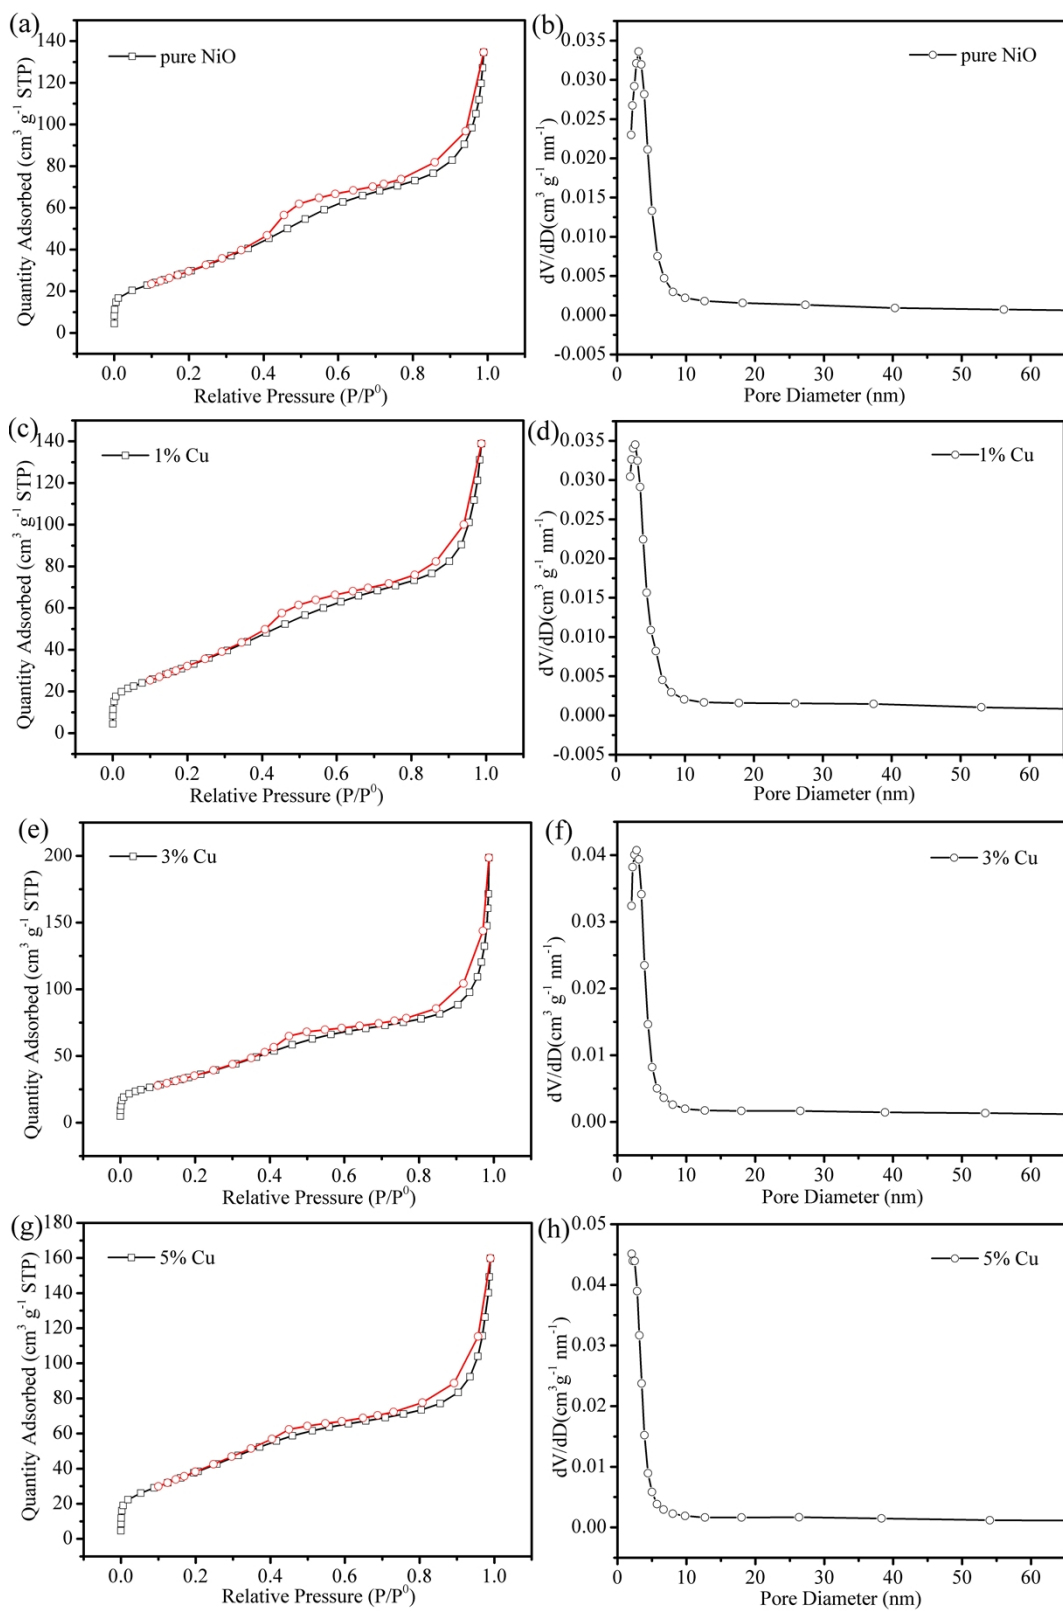 (a)
140
120
100
80
60
40
20
0
Quantity Adsorbed (cm³ g⁻¹ STP)
pure NiO
0.0 0.2 0.4 0.6 0.8 1.0
Relative Pressure (P/P⁰)
(b)
0.035
0.030
0.025
0.020
0.015
0.010
0.005
0.000
-0.005
dV/dD(cm³ g⁻¹ nm⁻¹)
pure NiO
0 10 20 30 40 50 60
Pore Diameter (nm)
(c)
140
120
100
80
60
40
20
0
Quantity Adsorbed (cm³ g⁻¹ STP)
1% Cu
0.0 0.2 0.4 0.6 0.8 1.0
Relative Pressure (P/P⁰)
(d)
0.035
0.030
0.025
0.020
0.015
0.010
0.005
0.000
-0.005
dV/dD(cm³ g⁻¹ nm⁻¹)
1% Cu
0 10 20 30 40 50 60
Pore Diameter (nm)
(e)
200
150
100
50
0
Quantity Adsorbed (cm³ g⁻¹ STP)
3% Cu
0.0 0.2 0.4 0.6 0.8 1.0
Relative Pressure (P/P⁰)
(f)
0.04
0.03
0.02
0.01
0.00
dV/dD(cm³ g⁻¹ nm⁻¹)
3% Cu
0 10 20 30 40 50 60
Pore Diameter (nm)
(g)
180
160
140
120
100
80
60
40
20
0
Quantity Adsorbed (cm³ g⁻¹ STP)
5% Cu
0.0 0.2 0.4 0.6 0.8 1.0
Relative Pressure (P/P⁰)
(h)
0.05
0.04
0.03
0.02
0.01
0.00
dV/dD(cm³g⁻¹ nm⁻¹)
5% Cu
0 10 20 30 40 50 60
Pore Diameter (nm)